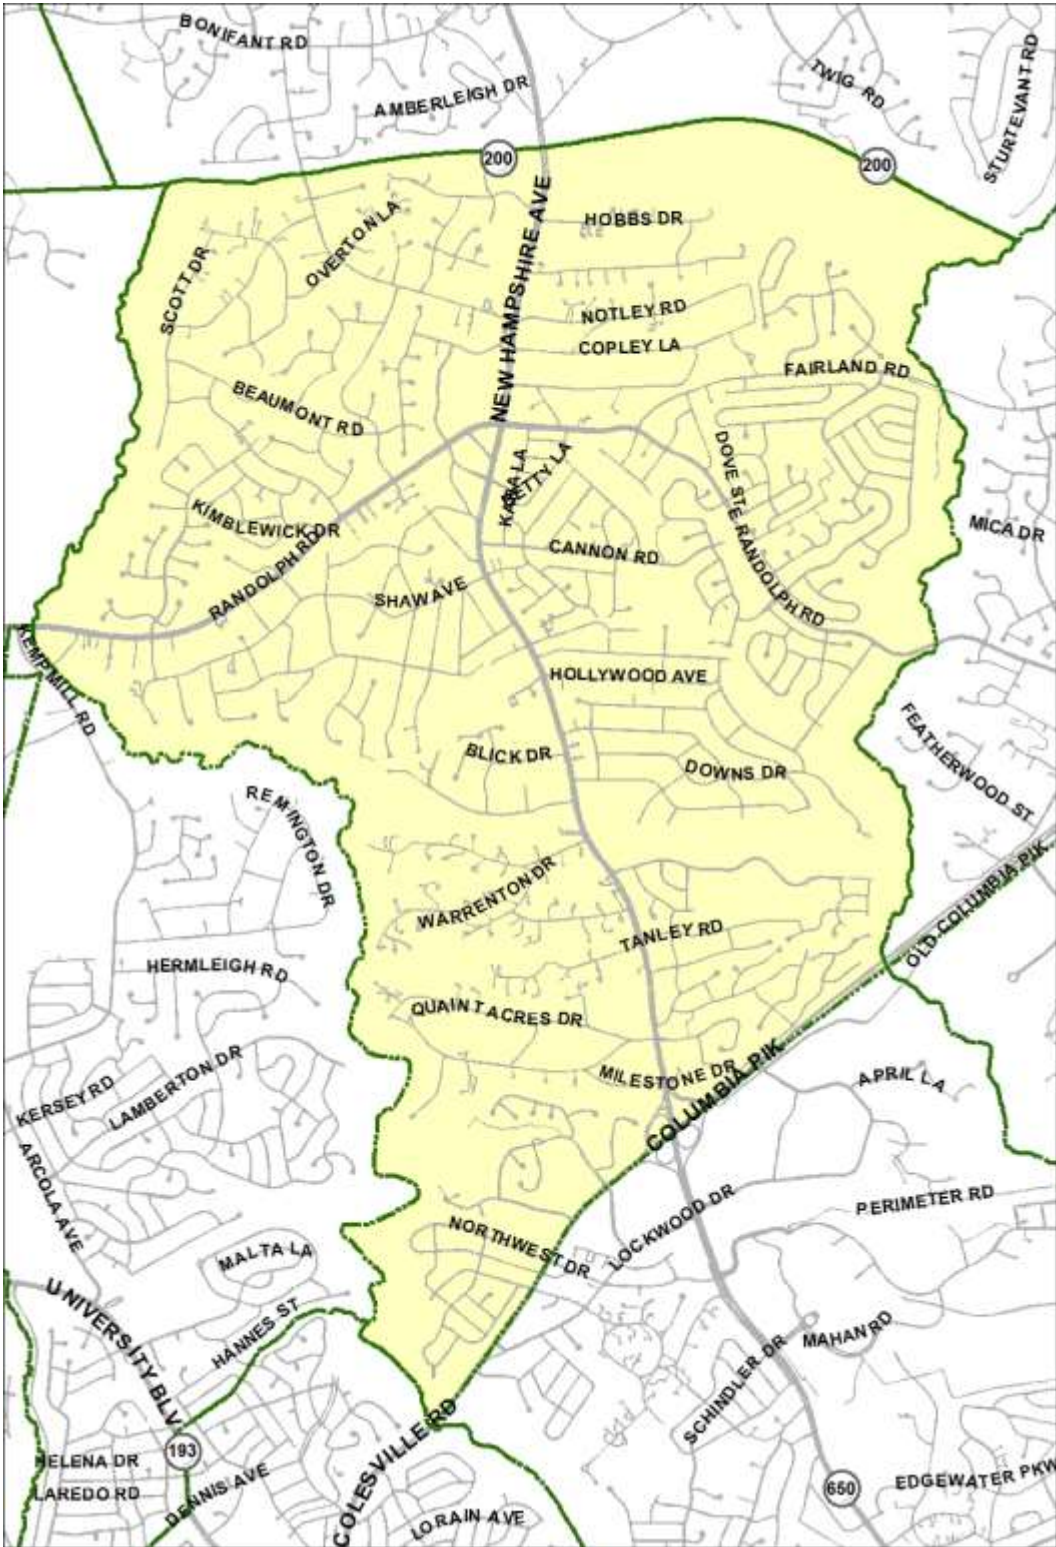 BONIFANT RD
TWIG RD
STURTEVANT RD
AMBERLEIGH DR
200
200
HOBBS DR
OVERTON LA
NEW HAMPSHIRE AVE
SCOTT DR
NOTLEY RD
COPLEY LA
FAIRLAND RD
BEAUMONT RD
DOVE
BETTY LA
RANDOLPH RD
KIMBLEWICK DR
MICA DR
CANNON RD
RANDOLPH RD
SHAW AVE
KEMP MILL RD
HOLLYWOOD AVE
FEATHERWOOD ST
BLICK DR
DOWNS DR
REMINGTON DR
OLD COLUMBIA PIK
WARRENTON DR
TANLEY RD
HERMLEIGH RD
QUAINT ACRES DR
MILESTONE DR
COLUMBIA PIK
APRIL LA
KERSEY RD
LAMBERTON DR
ARCOLA AVE
PERIMETER RD
LOCKWOOD DR
NORTHWEST DR
MALTA LA
UNIVERSITY BLV
HANNES ST
MAHAN RD
SCHINDLER DR
193
HELENA DR
LAREDO RD
DENNIS AVE
COLESVILLE RD
650
EDGEWATER PKW
LORAIN AVE